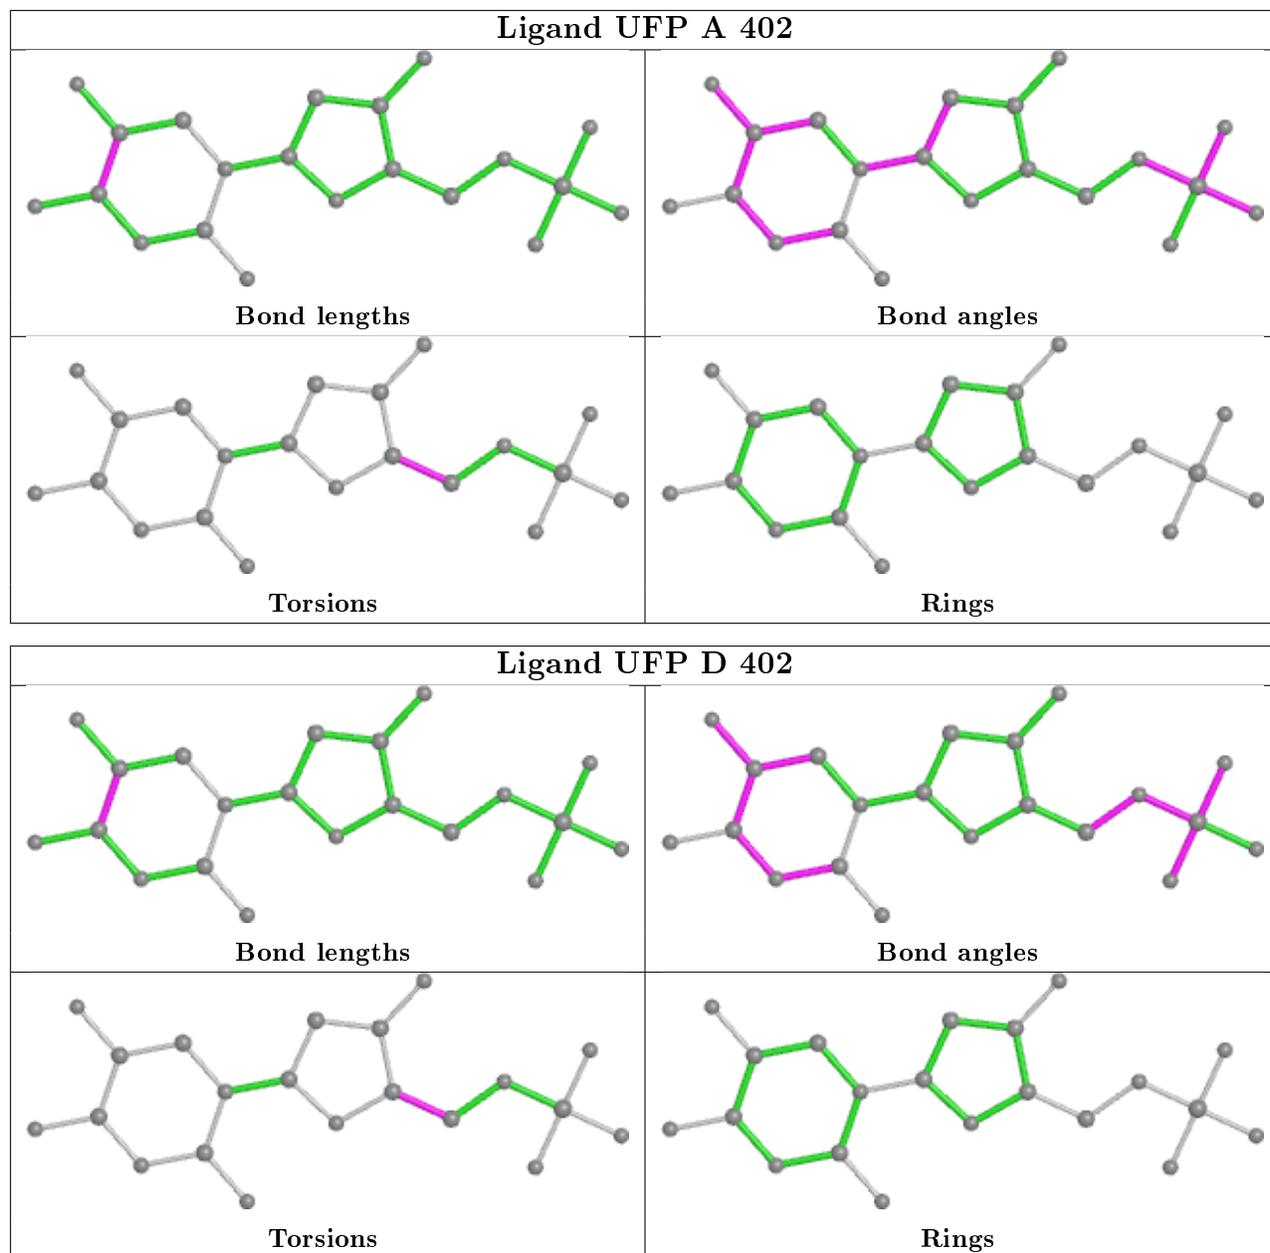 Ligand UFP A 402
Bond lengths
Bond angles
Torsions
Rings
Ligand UFP D 402
Bond lengths
Bond angles
Torsions
Rings